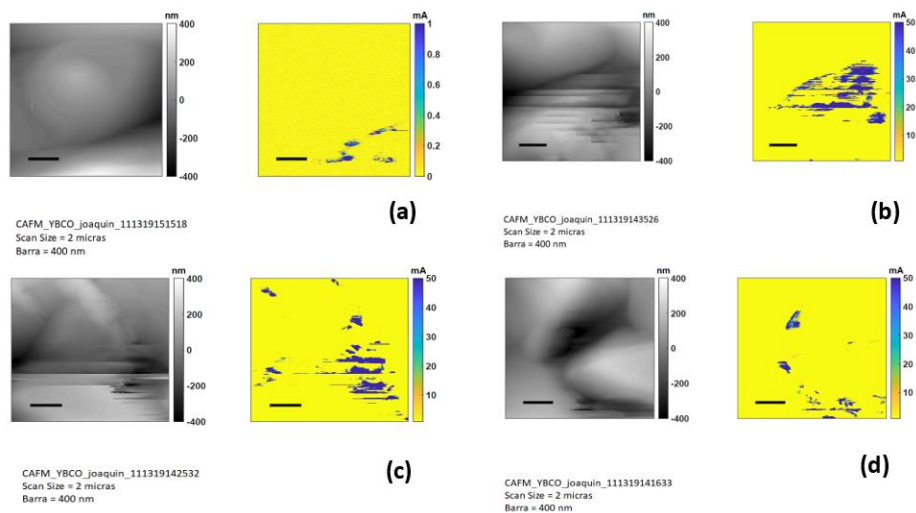 nm
400
200
0
-200
-400
mA
1
0.8
0.6
0.4
0.2
0
(a)
CAFM_YBCO_joaquin_111319151518
Scan Size = 2 micras
Barra = 400 nm
nm
400
200
0
-200
-400
mA
50
40
30
20
10
(b)
CAFM_YBCO_joaquin_111319143526
Scan Size = 2 micras
Barra = 400 nm
nm
400
200
0
-200
-400
mA
50
40
30
20
10
(c)
CAFM_YBCO_joaquin_111319142532
Scan Size = 2 micras
Barra = 400 nm
nm
400
200
0
-200
-400
mA
50
40
30
20
10
(d)
CAFM_YBCO_joaquin_111319141633
Scan Size = 2 micras
Barra = 400 nm